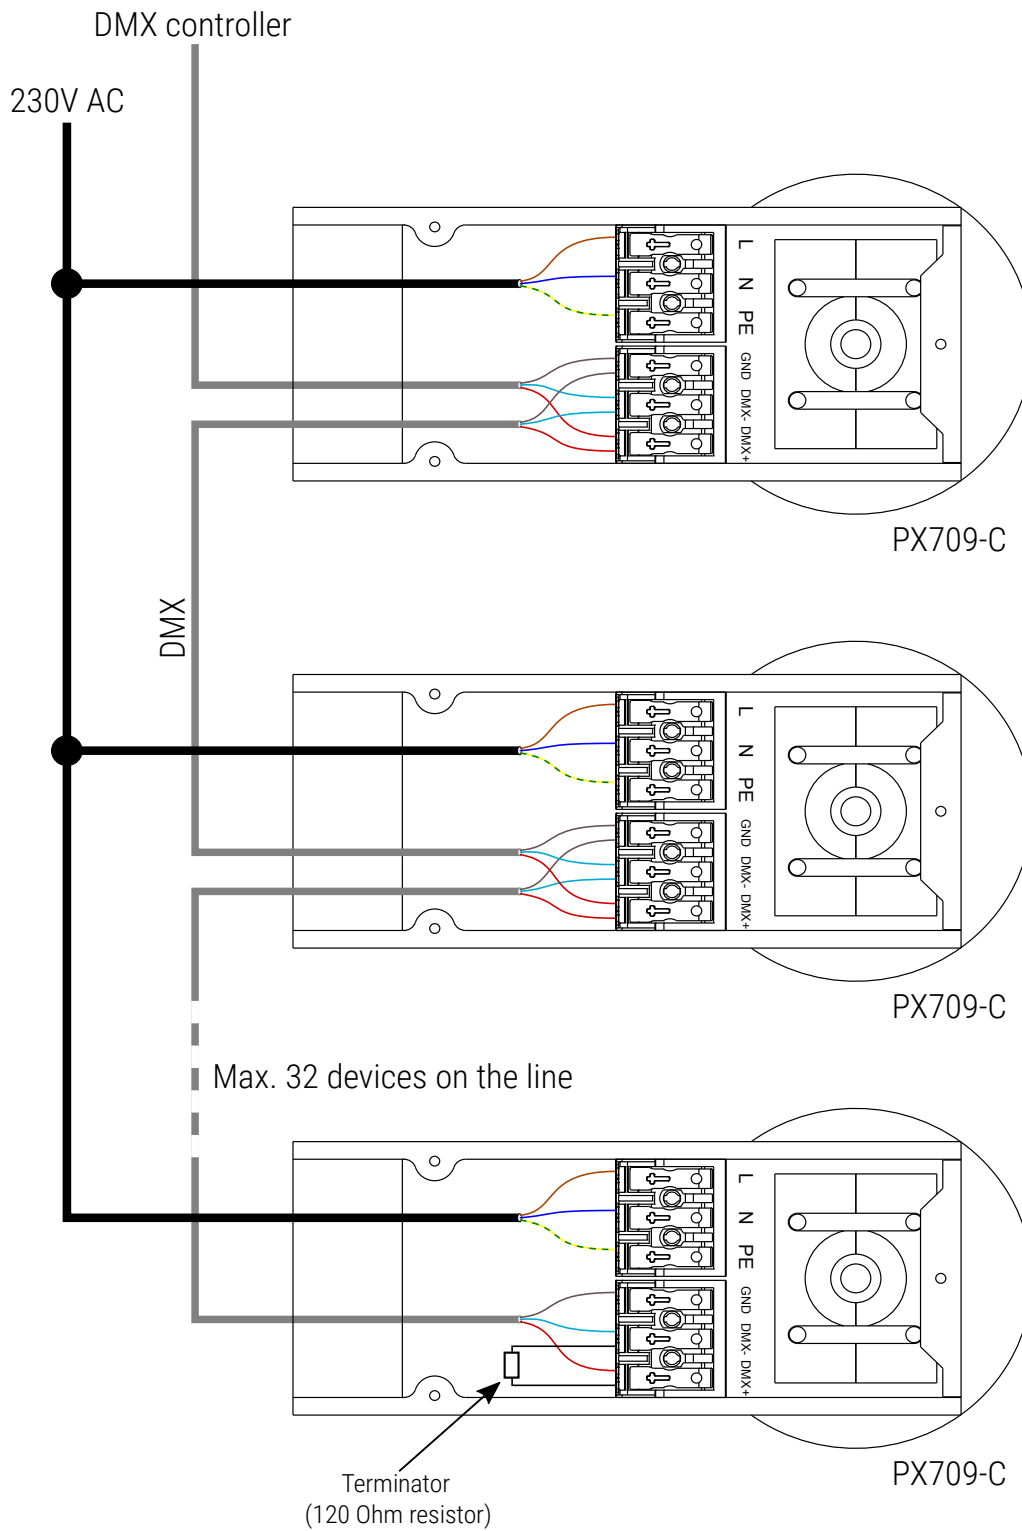 DMX controller
230V AC
L
N
PE
GND
DMX-
DMX+
PX709-C
DMX
L
N
PE
GND
DMX-
DMX+
PX709-C
Max. 32 devices on the line
L
N
PE
GND
DMX-
DMX+
PX709-C
Terminator
(120 Ohm resistor)